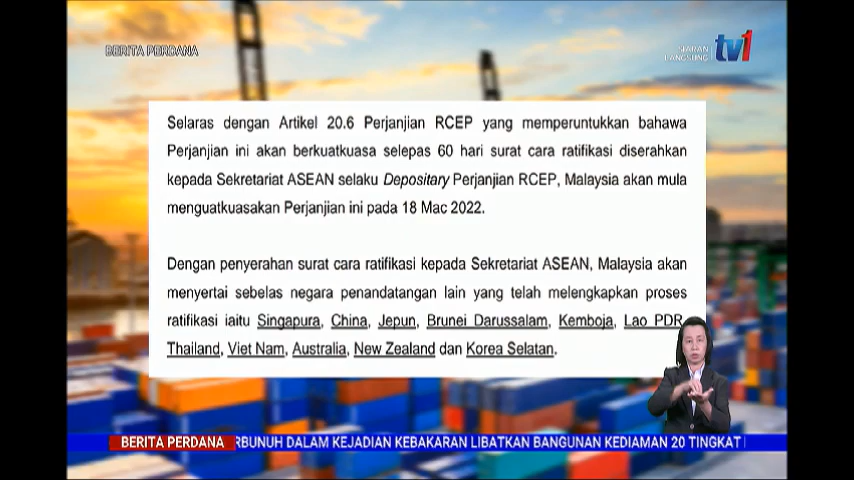 BERITA PERDANA
SIARAN
LANGSUNG
tv1
Selaras dengan Artikel 20.6 Perjanjian RCEP yang memperuntukkan bahawa
Perjanjian ini akan berkuatkuasa selepas 60 hari surat cara ratifikasi diserahkan
kepada Sekretariat ASEAN selaku Depositary Perjanjian RCEP, Malaysia akan mula
menguatkuasakan Perjanjian ini pada 18 Mac 2022.
Dengan penyerahan surat cara ratifikasi kepada Sekretariat ASEAN, Malaysia akan
menyertai sebelas negara penandatangan lain yang telah melengkapkan proses
ratifikasi iaitu Singapura, China, Jepun, Brunei Darussalam, Kemboja, Lao PDR
Thailand, Viet Nam, Australia, New Zealand dan Korea Selatan.
BERITA PERDANA
RBUNUH DALAM KEJADIAN KEBAKARAN LIBATKAN BANGUNAN KEDIAMAN 20 TINGKAT